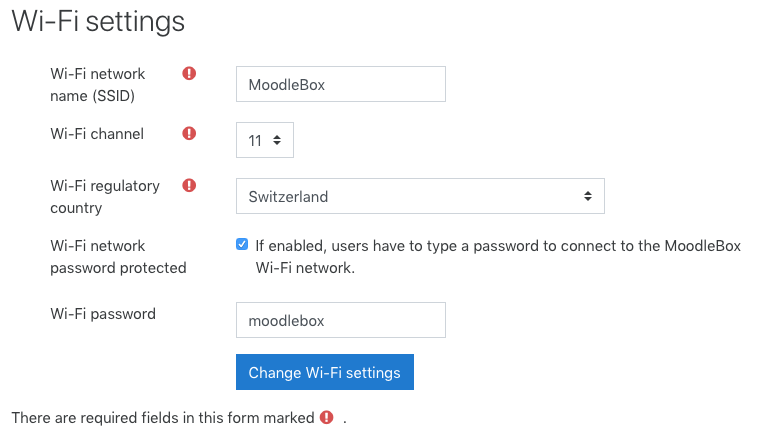 Wi-Fi settings
Wi-Fi network
name (SSID)
MoodleBox
Wi-Fi channel
11
Wi-Fi regulatory
country
Switzerland
Wi-Fi network
password protected
If enabled, users have to type a password to connect to the MoodleBox
Wi-Fi network.
Wi-Fi password
moodlebox
Change Wi-Fi settings
There are required fields in this form marked .